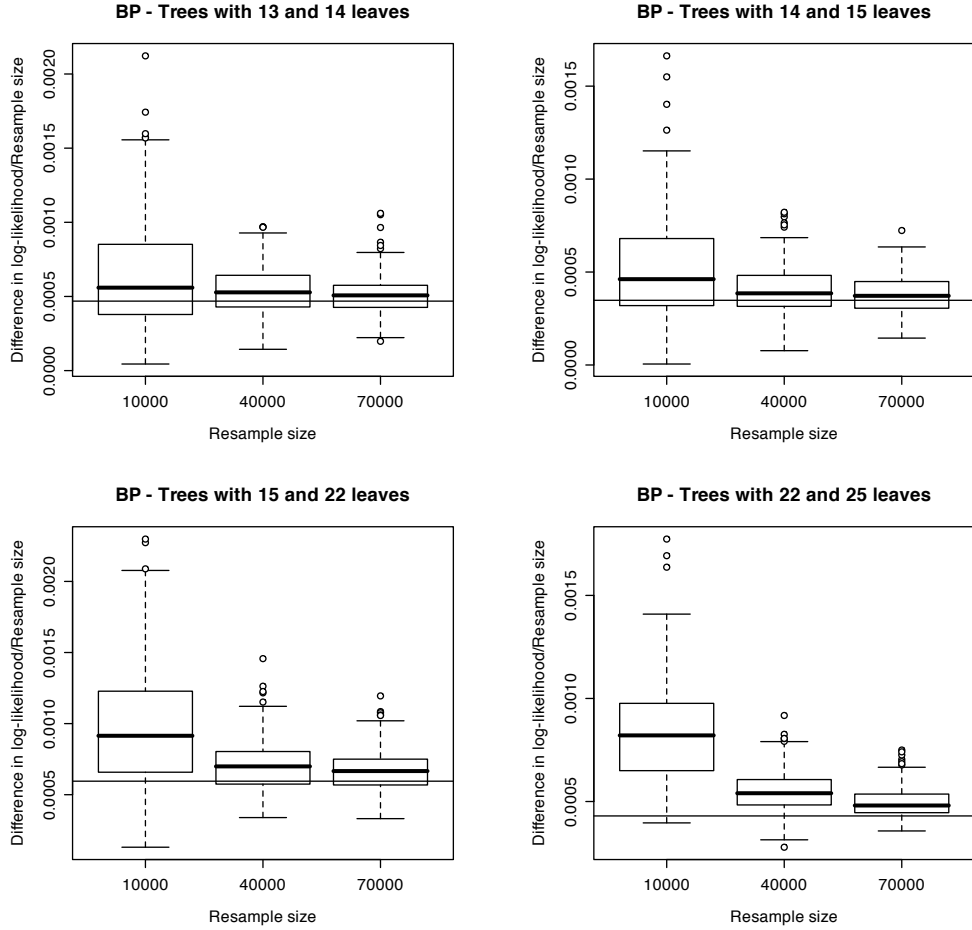 BP - Trees with 13 and 14 leaves
Difference in log-likelihood/Resample size
0.0020
0.0015
0.0010
0.0005
0.0000
10000 40000 70000
Resample size
BP - Trees with 14 and 15 leaves
Difference in log-likelihood/Resample size
0.0015
0.0010
0.0005
0.0000
10000 40000 70000
Resample size
BP - Trees with 15 and 22 leaves
Difference in log-likelihood/Resample size
0.0020
0.0015
0.0010
0.0005
10000 40000 70000
Resample size
BP - Trees with 22 and 25 leaves
Difference in log-likelihood/Resample size
0.0015
0.0010
0.0005
10000 40000 70000
Resample size